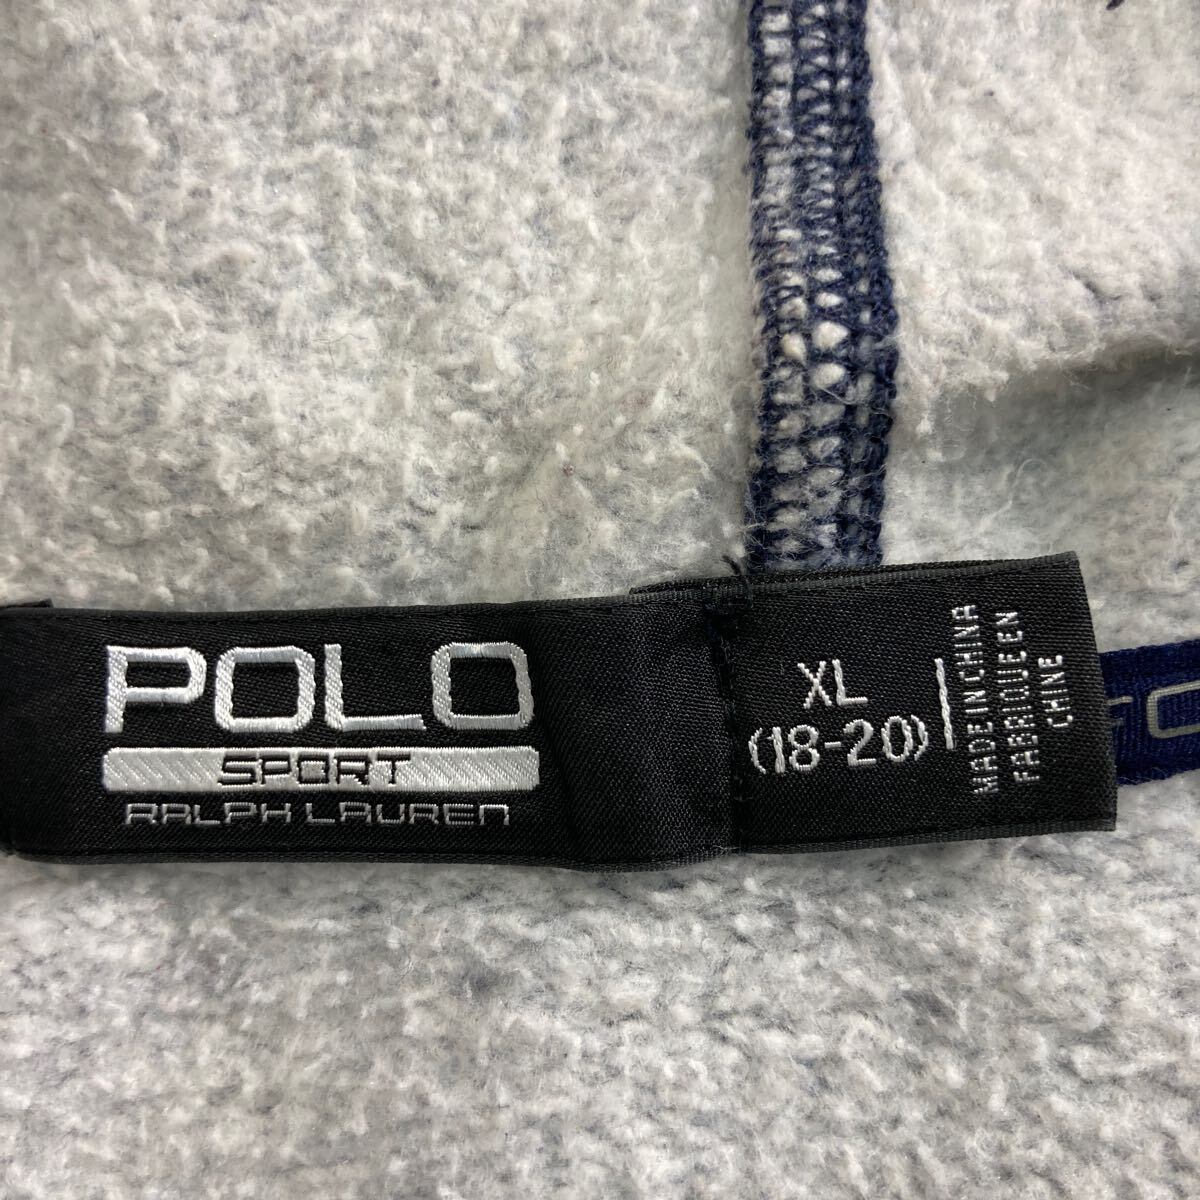 POLO
SPORT
RALPH LAUREN
XL
(18-20)
MADE IN CHINA
FABRIQUE EN
CHINE